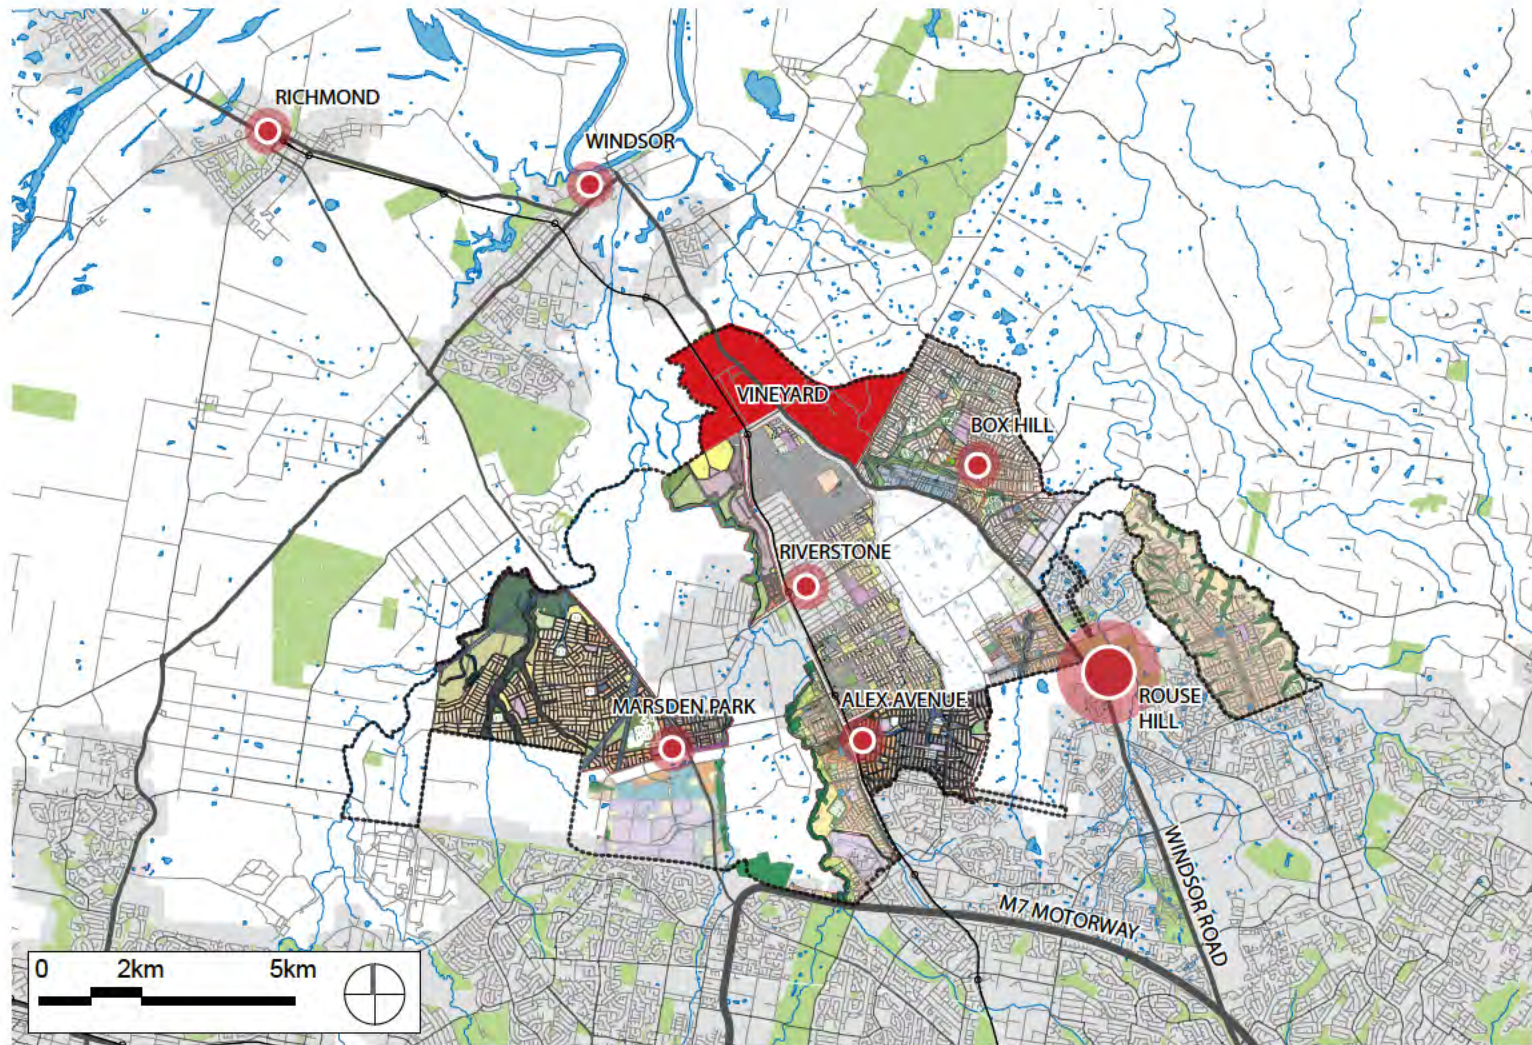 RICHMOND
WINDSOR
VINEYARD
BOX HILL
RIVERSTONE
MARSDEN PARK
ALEX AVENUE
ROUSE
HILL
WINDSOR ROAD
M7 MOTORWAY
0 2km 5km